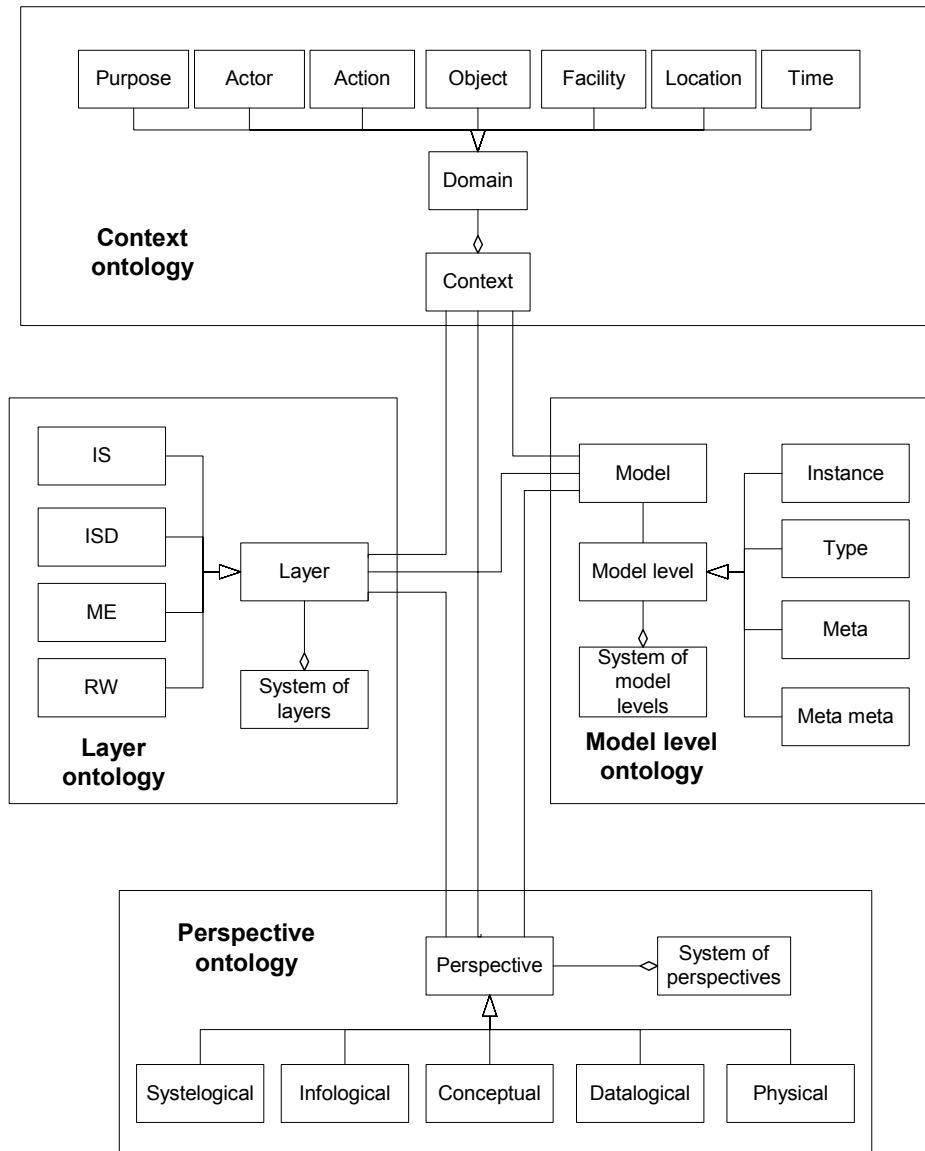 Purpose
Actor
Action
Object
Facility
Location
Time
Domain
Context
ontology
Context
IS
ISD
ME
RW
Layer
System of
layers
Layer
ontology
Model
Model level
System of
model
levels
Instance
Type
Meta
Meta meta
Model level
ontology
Perspective
ontology
Perspective
System of
perspectives
Systelogical
Infological
Conceptual
Datalogical
Physical